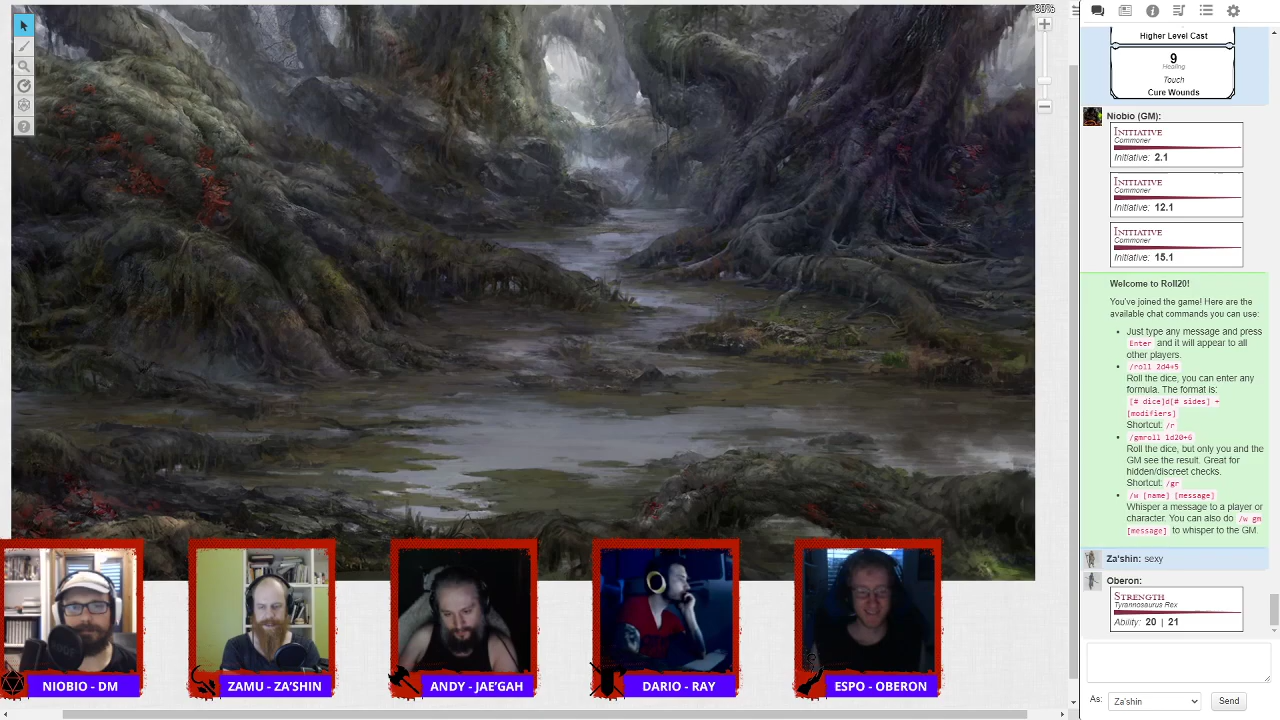 88%
Higher Level Cast
9
Healing
Touch
Cure Wounds
Niobio (GM):
INITIATIVE
Commoner
Initiative: 2.1
INITIATIVE
Commoner
Initiative: 12.1
INITIATIVE
Commoner
Initiative: 15.1
Welcome to Roll20!
You've joined the game! Here are the
available chat commands you can use:
Just type any message and press
Enter and it will appear to all
other players.
/roll 2d4+5
Roll the dice, you can enter any
formula. The format is:
[# dice]d[# sides] +
[modifiers]
Shortcut: /r
/gmroll 1d20+6
Roll the dice, but only you and the
GM see the result. Great for
hidden/discreet checks.
Shortcut: /gr
/w [name] [message]
Whisper a message to a player or
character. You can also do /w gm
[message] to whisper to the GM.
Za'shin: sexy
Oberon:
STRENGTH
Tyrannosaurus Rex
Ability: 20 | 21
As: Za'shin Send
NIOBIO - DM
ZAMU - ZA'SHIN
ANDY - JAE'GAH
DARIO - RAY
ESPO - OBERON